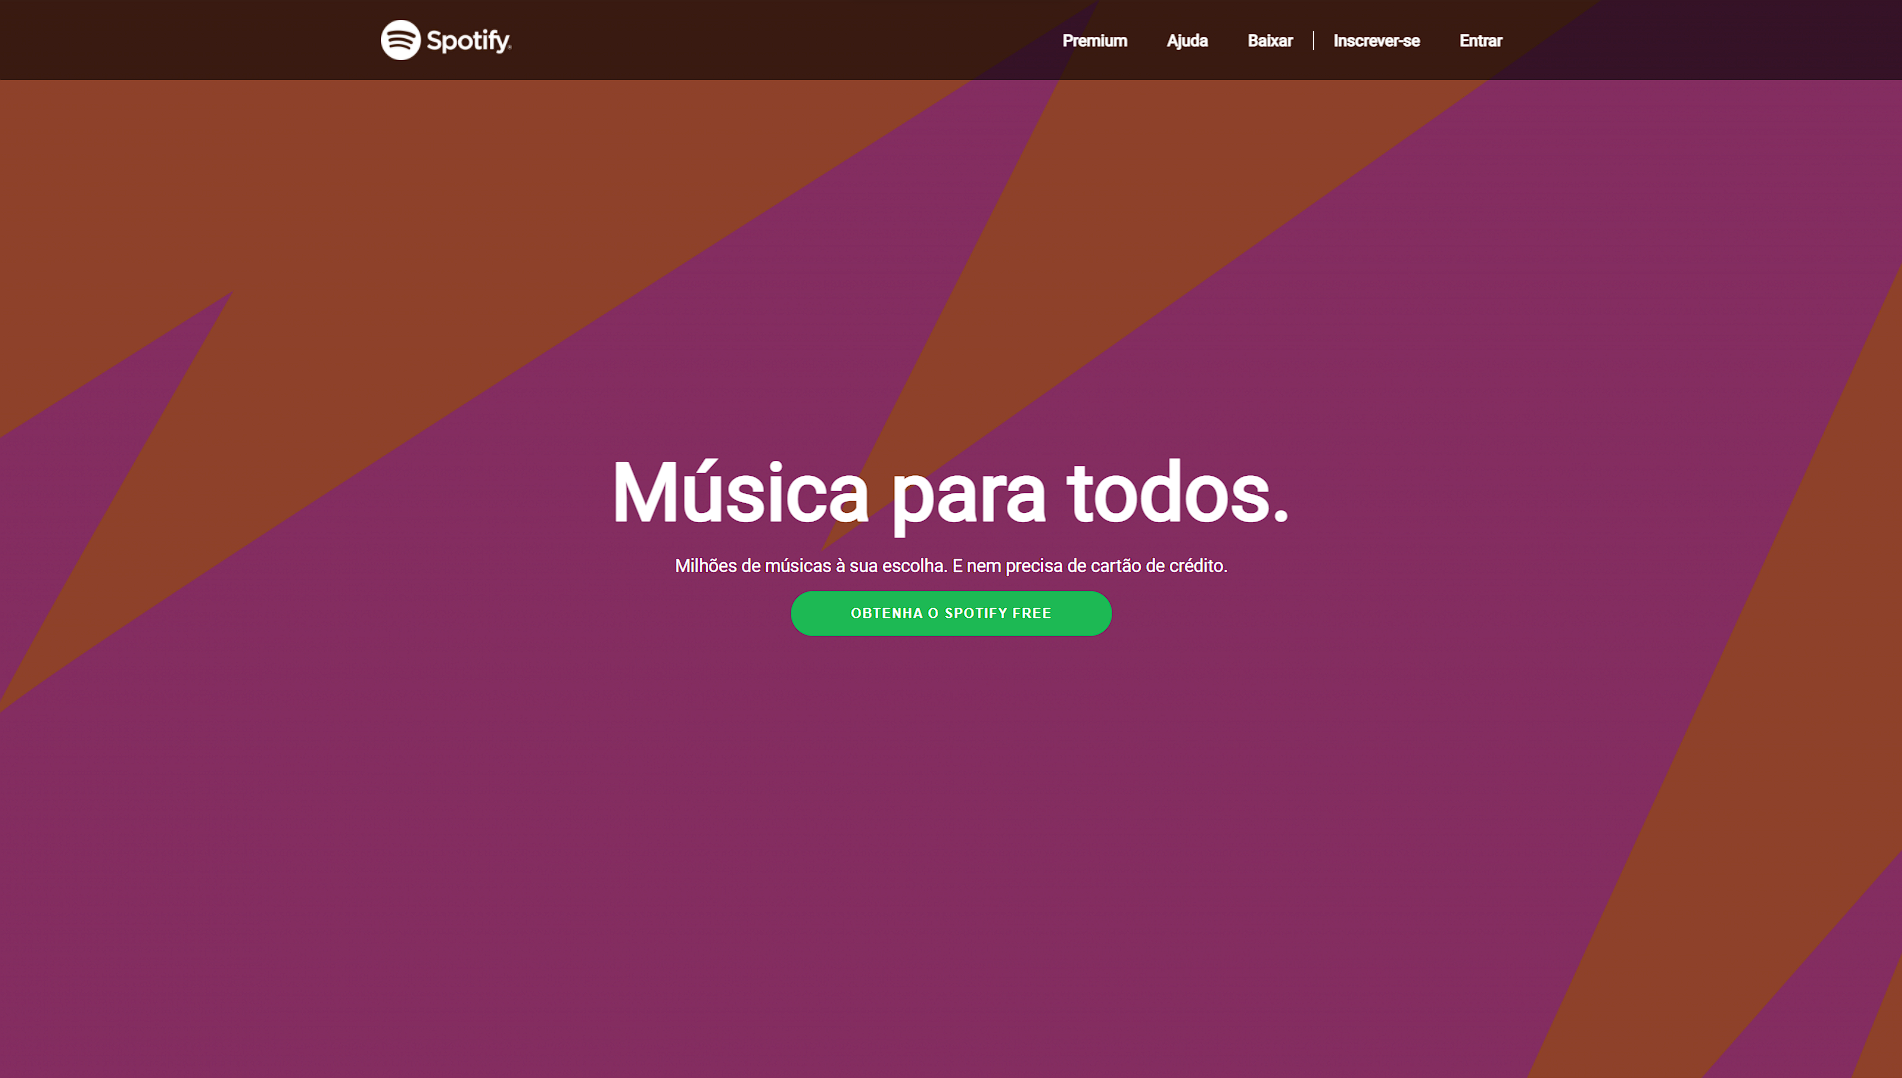 Spotify®
Premium Ajuda Baixar Inscrever-se Entrar
Música para todos.
Milhões de músicas à sua escolha. E nem precisa de cartão de crédito.
OBTENHA O SPOTIFY FREE